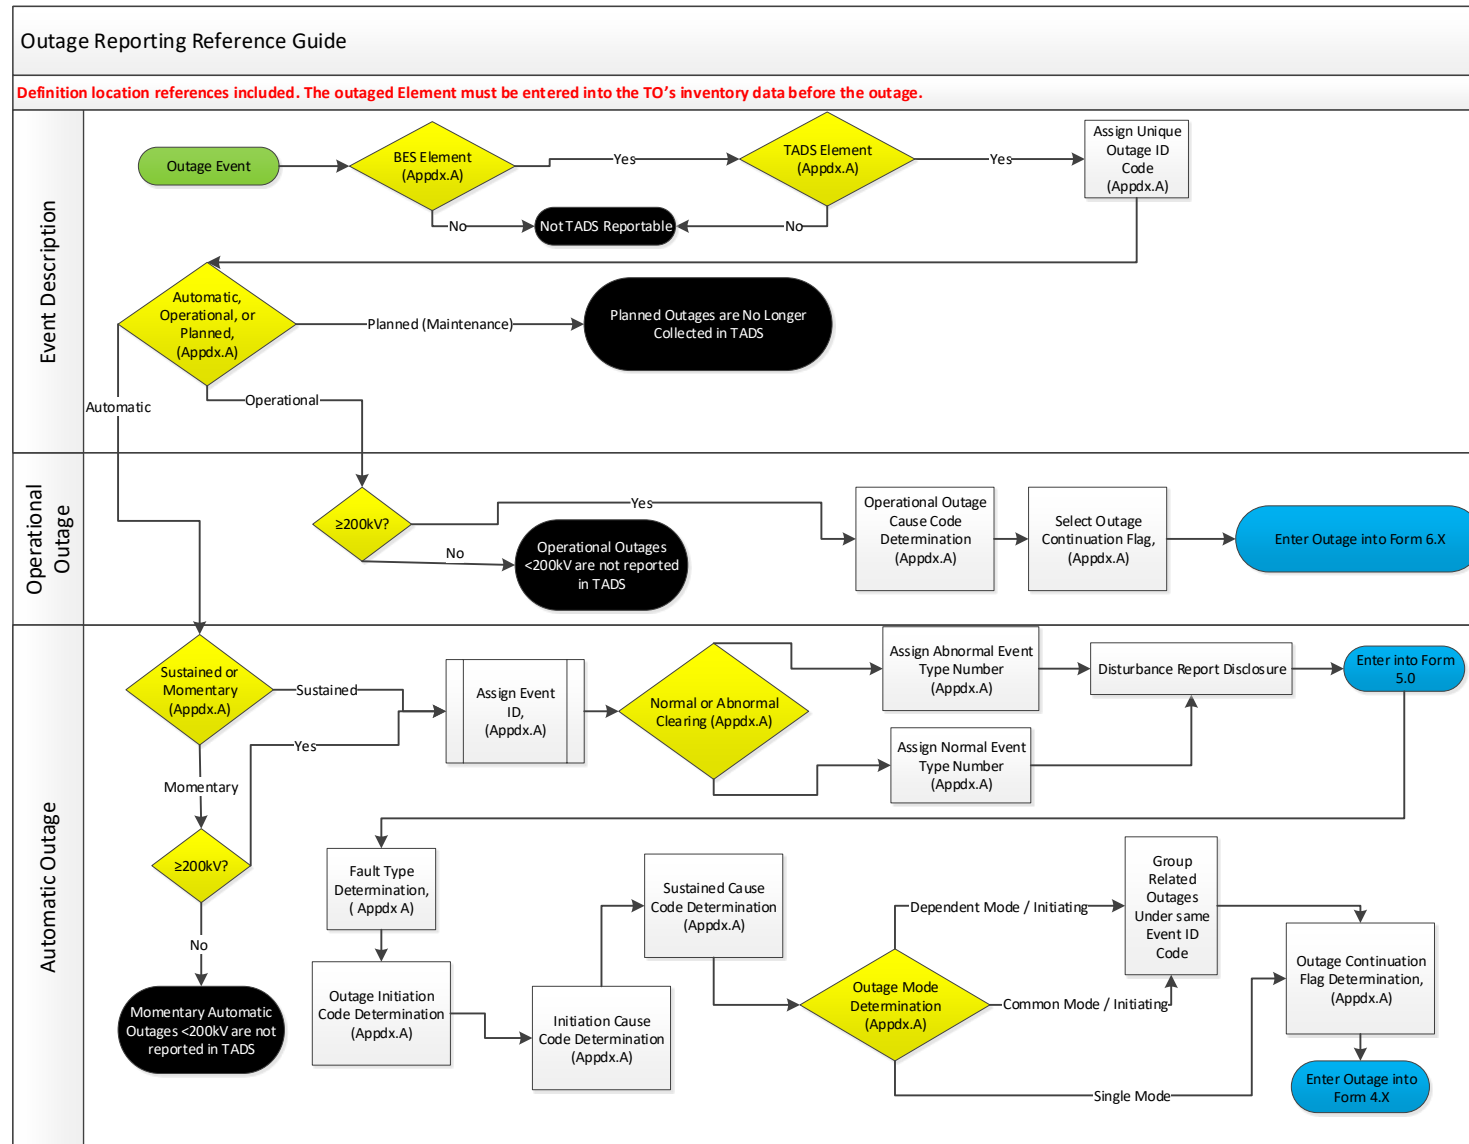 Outage Reporting Reference Guide
Definition location references included. The outaged Element must be entered into the TO's inventory data before the outage.
Event Description
Outage Event
BES Element
(Appdx.A)
Yes
TADS Element
(Appdx.A)
Yes
Assign Unique
Outage ID
Code
(Appdx.A)
No
Not TADS Reportable
No
Automatic,
Operational, or
Planned,
(Appdx.A)
Planned (Maintenance)
Planned Outages are No Longer
Collected in TADS
Automatic
Operational
Operational
Outage
≥200kV?
Yes
No
Operational Outages
<200kV are not reported
in TADS
Operational Outage
Cause Code
Determination
(Appdx.A)
Select Outage
Continuation Flag,
(Appdx.A)
Enter Outage into Form 6.X
Automatic Outage
Sustained or
Momentary
(Appdx.A)
Sustained
Yes
Momentary
≥200kV?
No
Momentary Automatic
Outages <200kV are not
reported in TADS
Assign Event
ID,
(Appdx.A)
Normal or Abnormal
Clearing (Appdx.A)
Assign Abnormal Event
Type Number
(Appdx.A)
Assign Normal Event
Type Number
(Appdx.A)
Disturbance Report Disclosure
Enter into Form
5.0
Fault Type
Determination,
( Appdx A)
Outage Initiation
Code Determination
(Appdx.A)
Initiation Cause
Code Determination
(Appdx.A)
Sustained Cause
Code Determination
(Appdx.A)
Outage Mode
Determination
(Appdx.A)
Dependent Mode / Initiating
Common Mode / Initiating
Single Mode
Group
Related
Outages
Under same
Event ID
Code
Outage Continuation
Flag Determination,
(Appdx.A)
Enter Outage into
Form 4.X